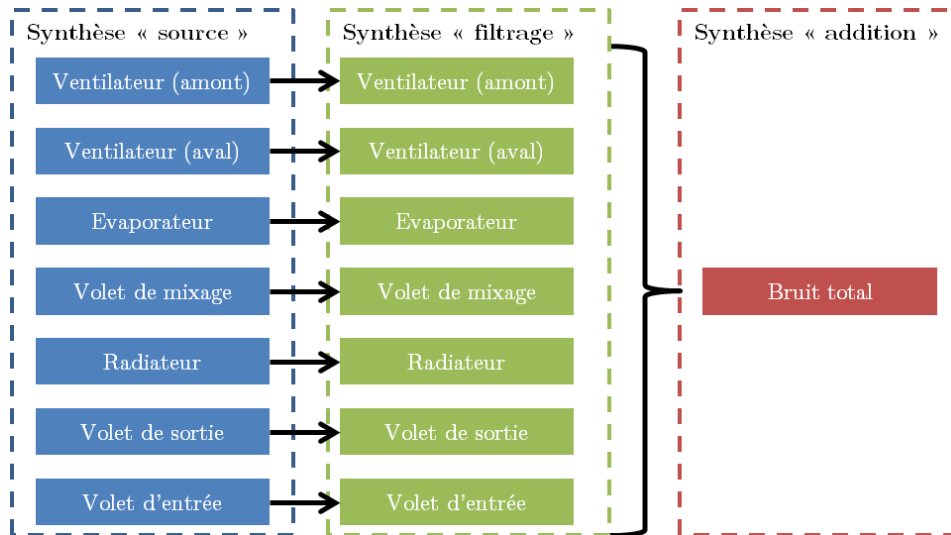 Synthèse « source »
Ventilateur (amont)
Ventilateur (aval)
Evaporateur
Volet de mixage
Radiateur
Volet de sortie
Volet d'entrée
Synthèse « filtrage »
Ventilateur (amont)
Ventilateur (aval)
Evaporateur
Volet de mixage
Radiateur
Volet de sortie
Volet d'entrée
Synthèse « addition »
Bruit total